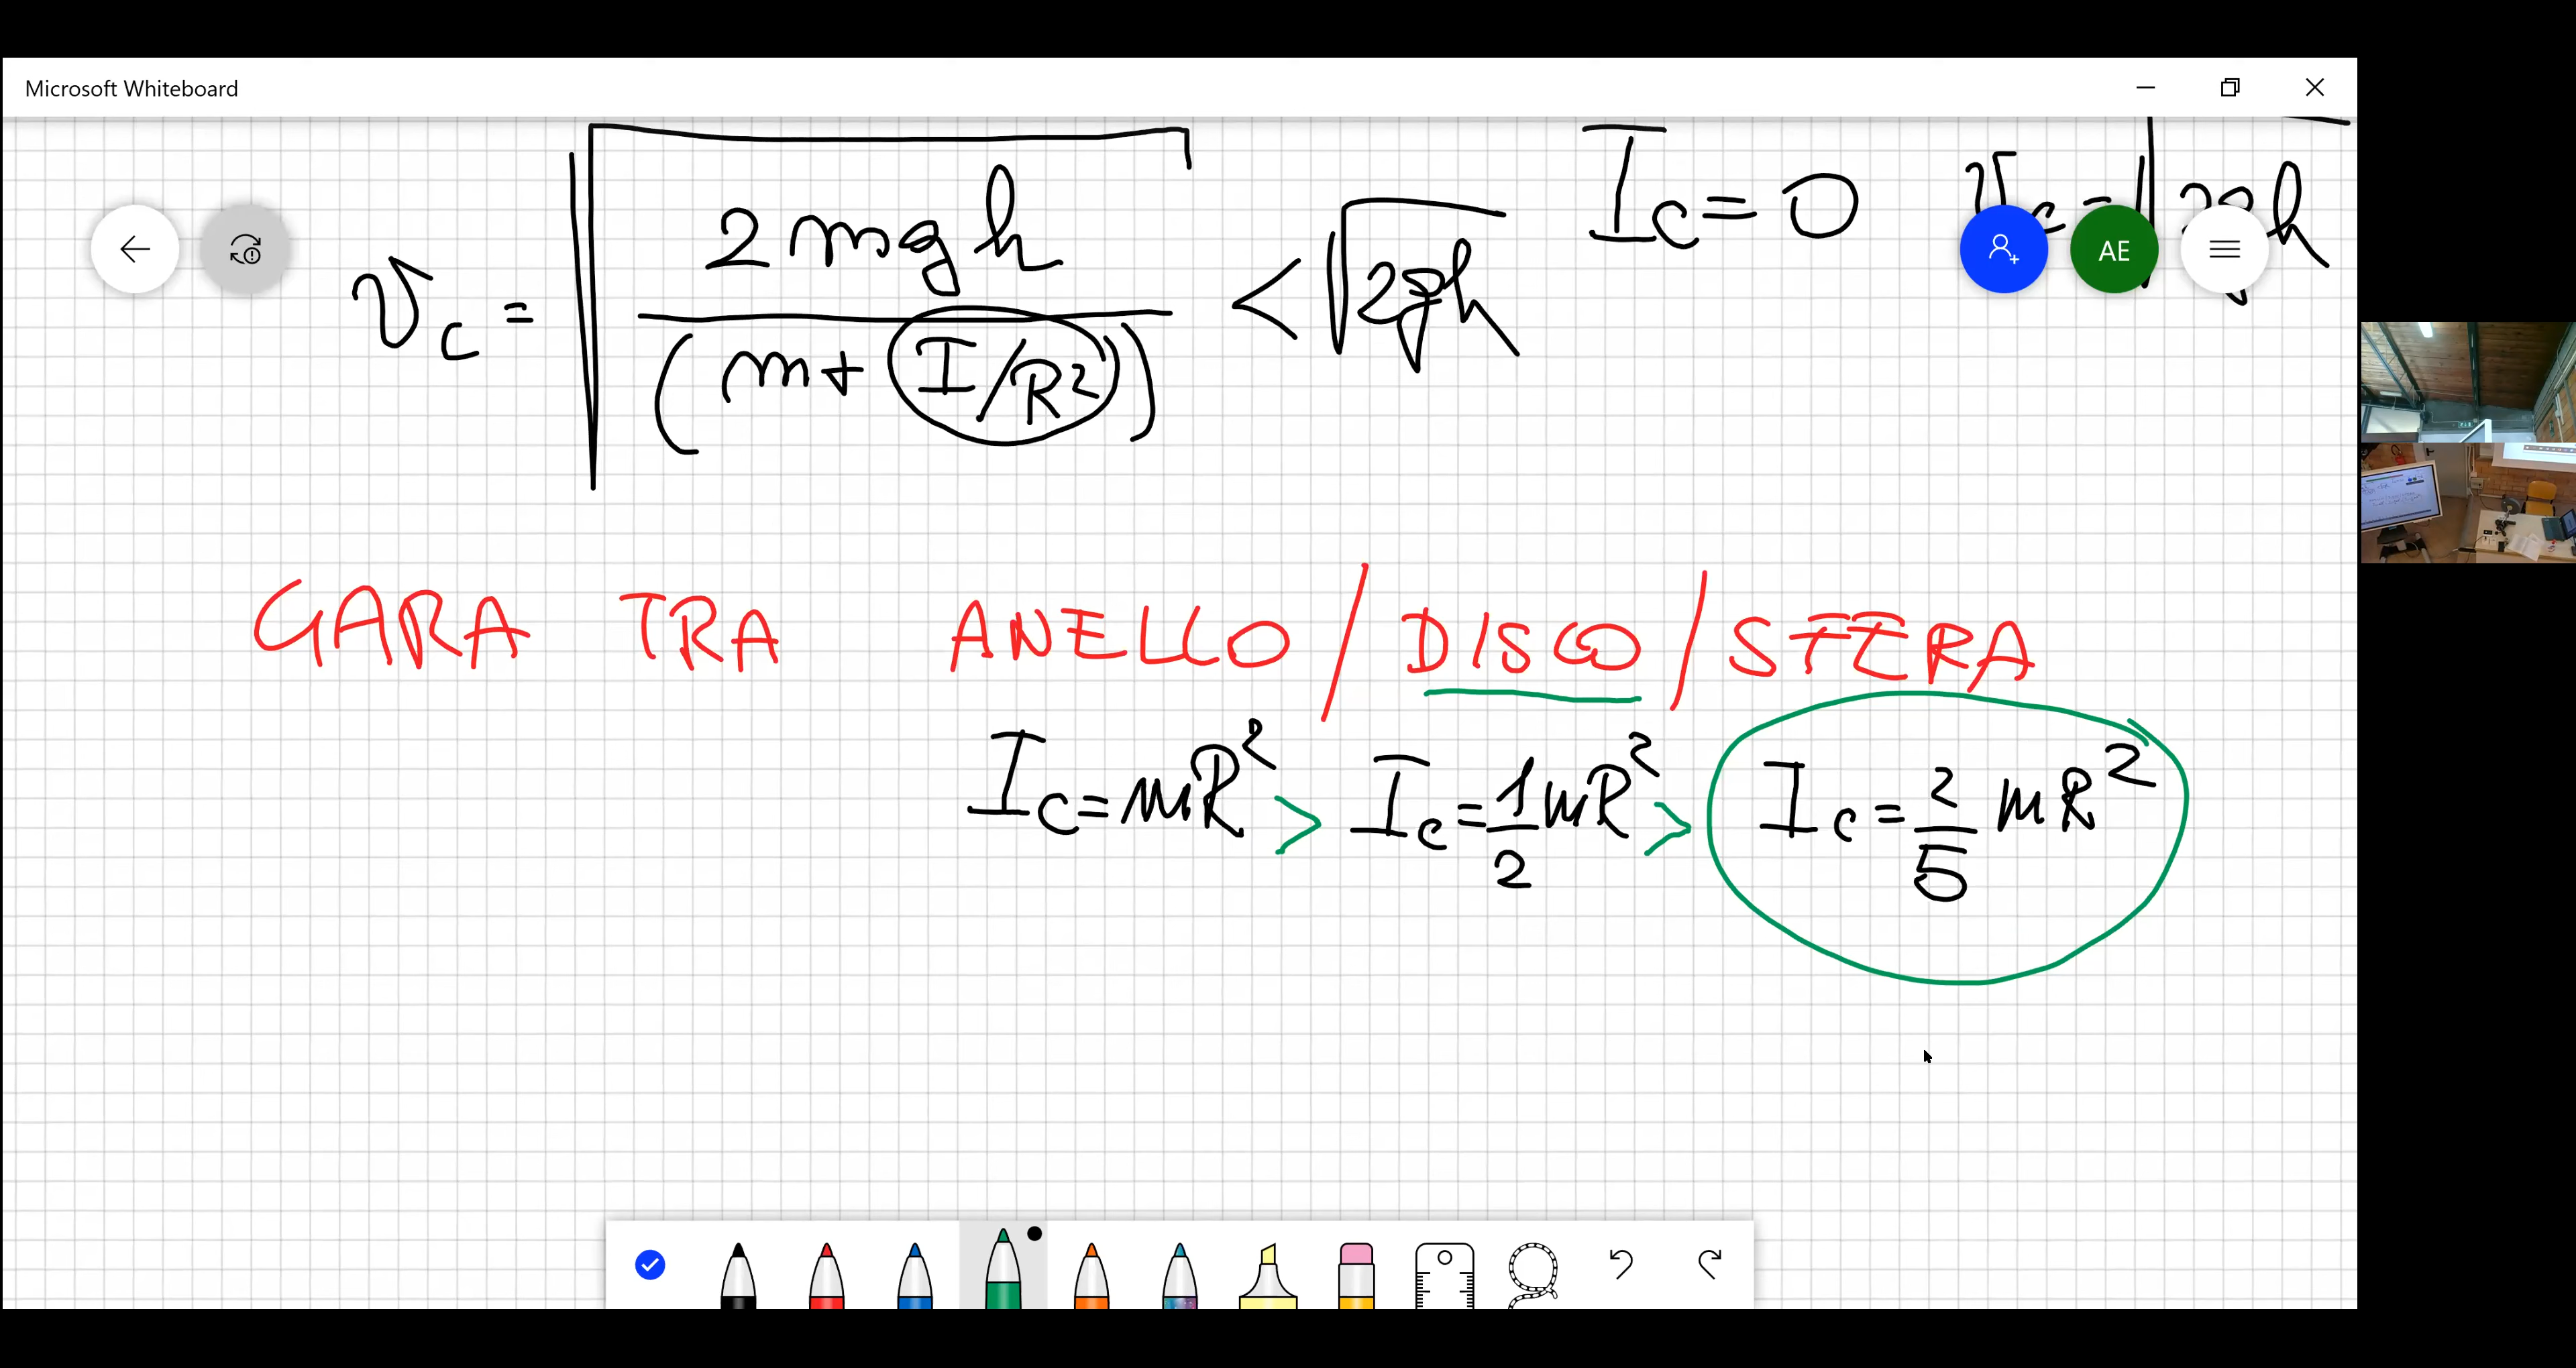 Microsoft Whiteboard
I_C = 0 v_C = √2gh
v_C = √(2mgh / (m + (I/R²))) < √2gh
AE
GARA TRA ANELLO / DISCO / SFERA
I_C = mR² > I_C = 1/2 mR² > I_C = 2/5 mR²